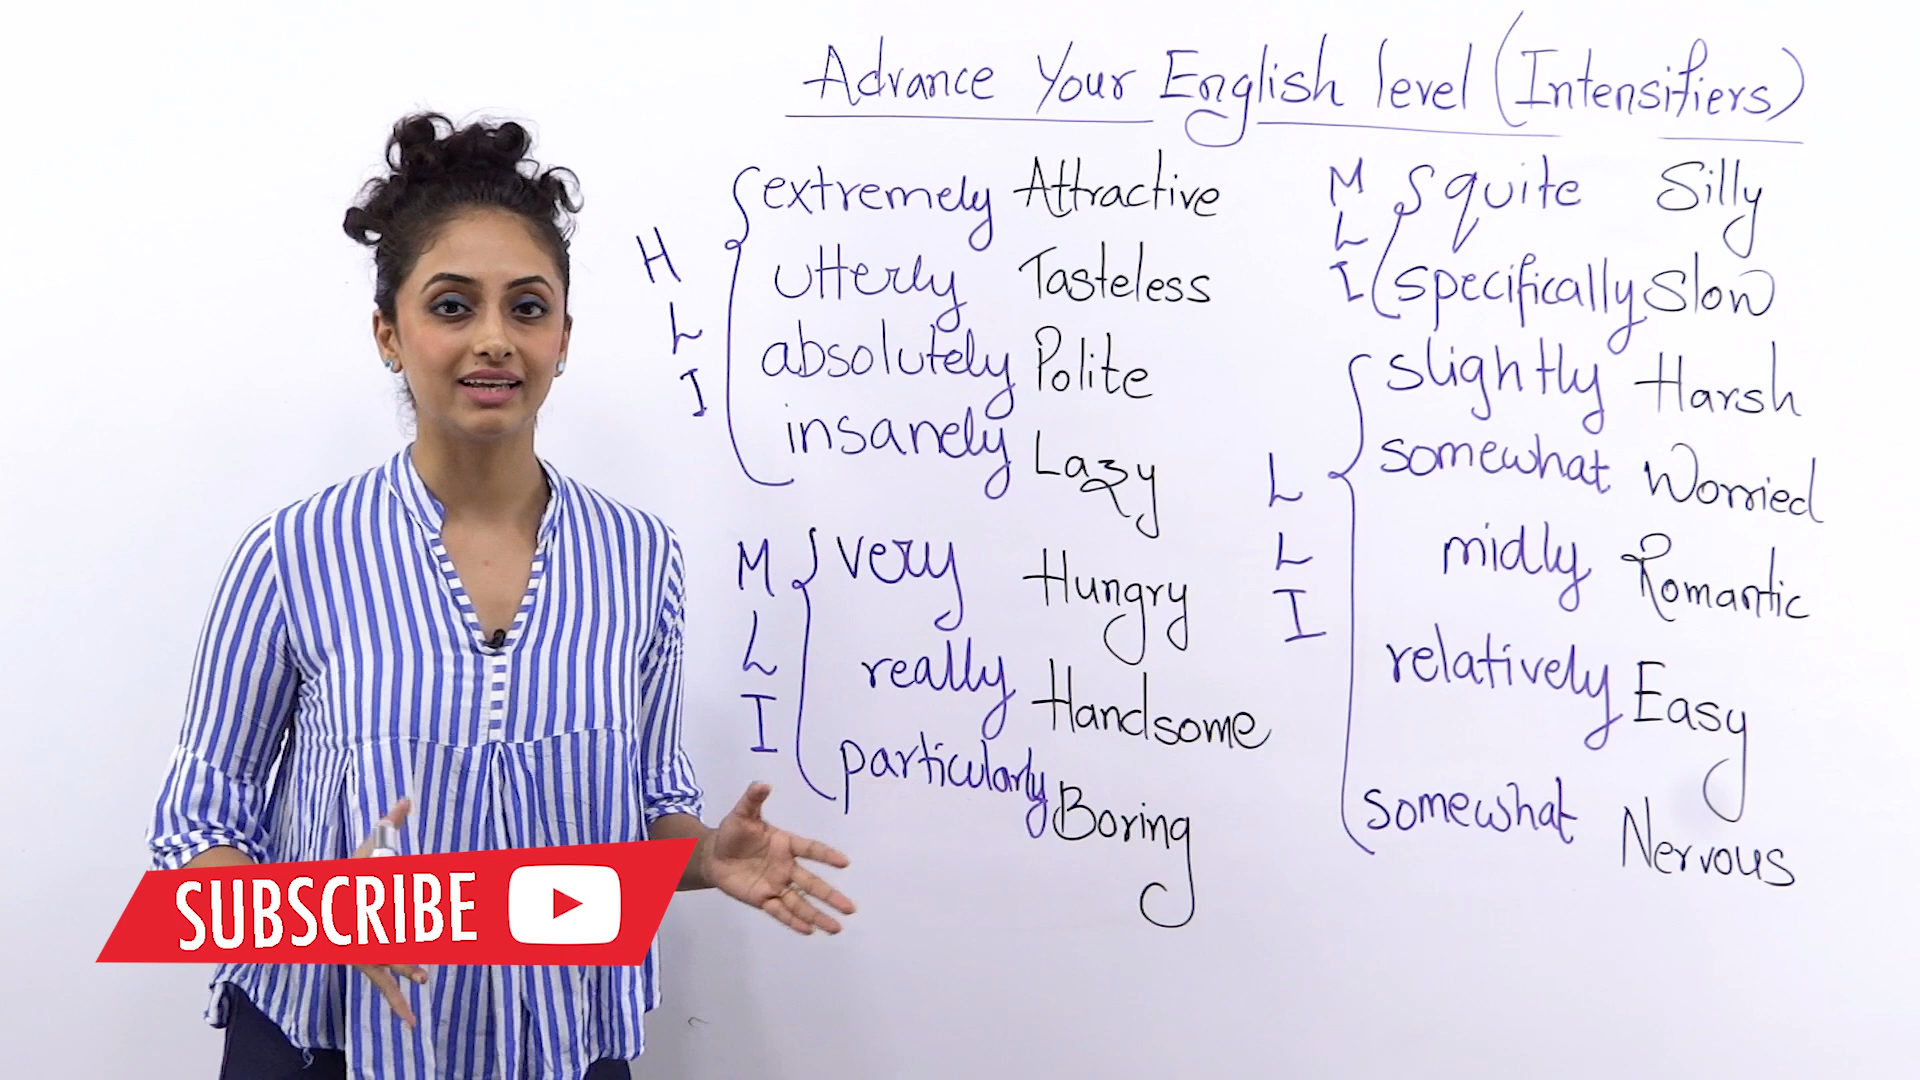 Advance Your English level (Intensifiers)
H
L
I
extremely Attractive
utterly Tasteless
absolutely Polite
insanely Lazy
M
L
I
very Hungry
really Handsome
particularly Boring
M
L
I
quite Silly
specifically Slow
L
L
I
slightly Harsh
somewhat Worried
midly Romantic
relatively Easy
somewhat Nervous
SUBSCRIBE